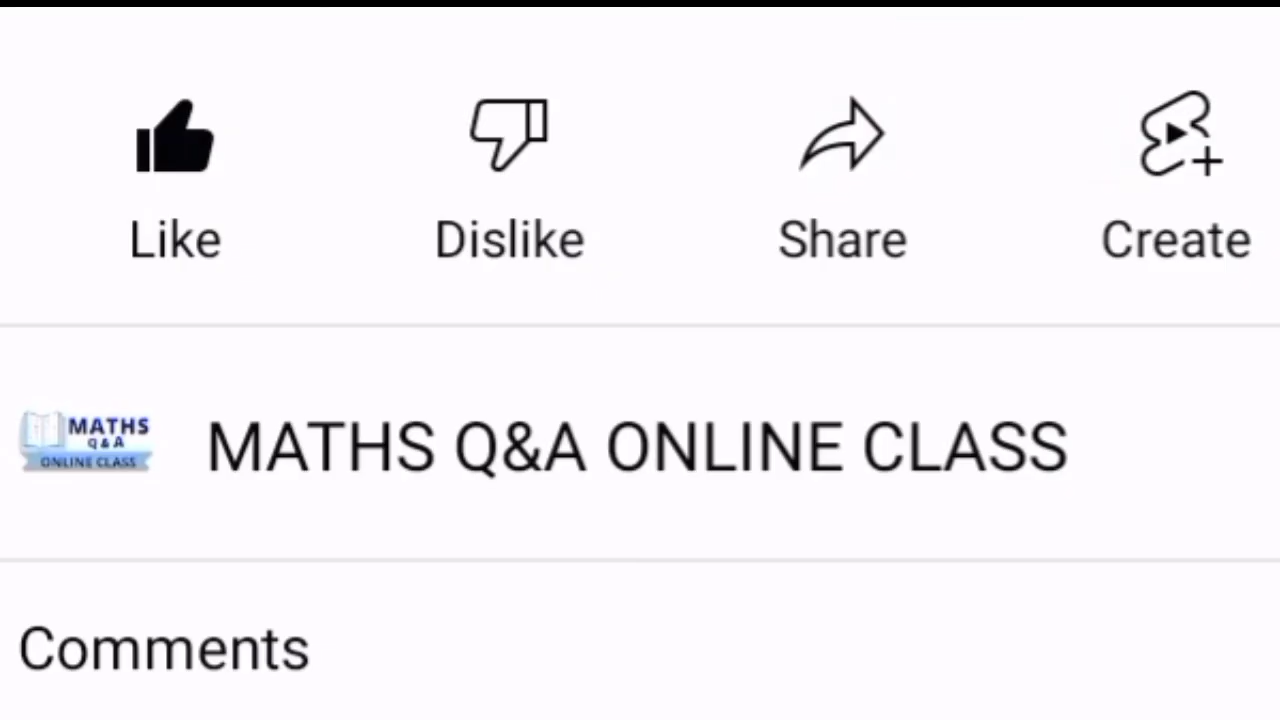 Like Dislike Share Create
MATHS
Q&A
ONLINE CLASS
MATHS Q&A ONLINE CLASS
Comments